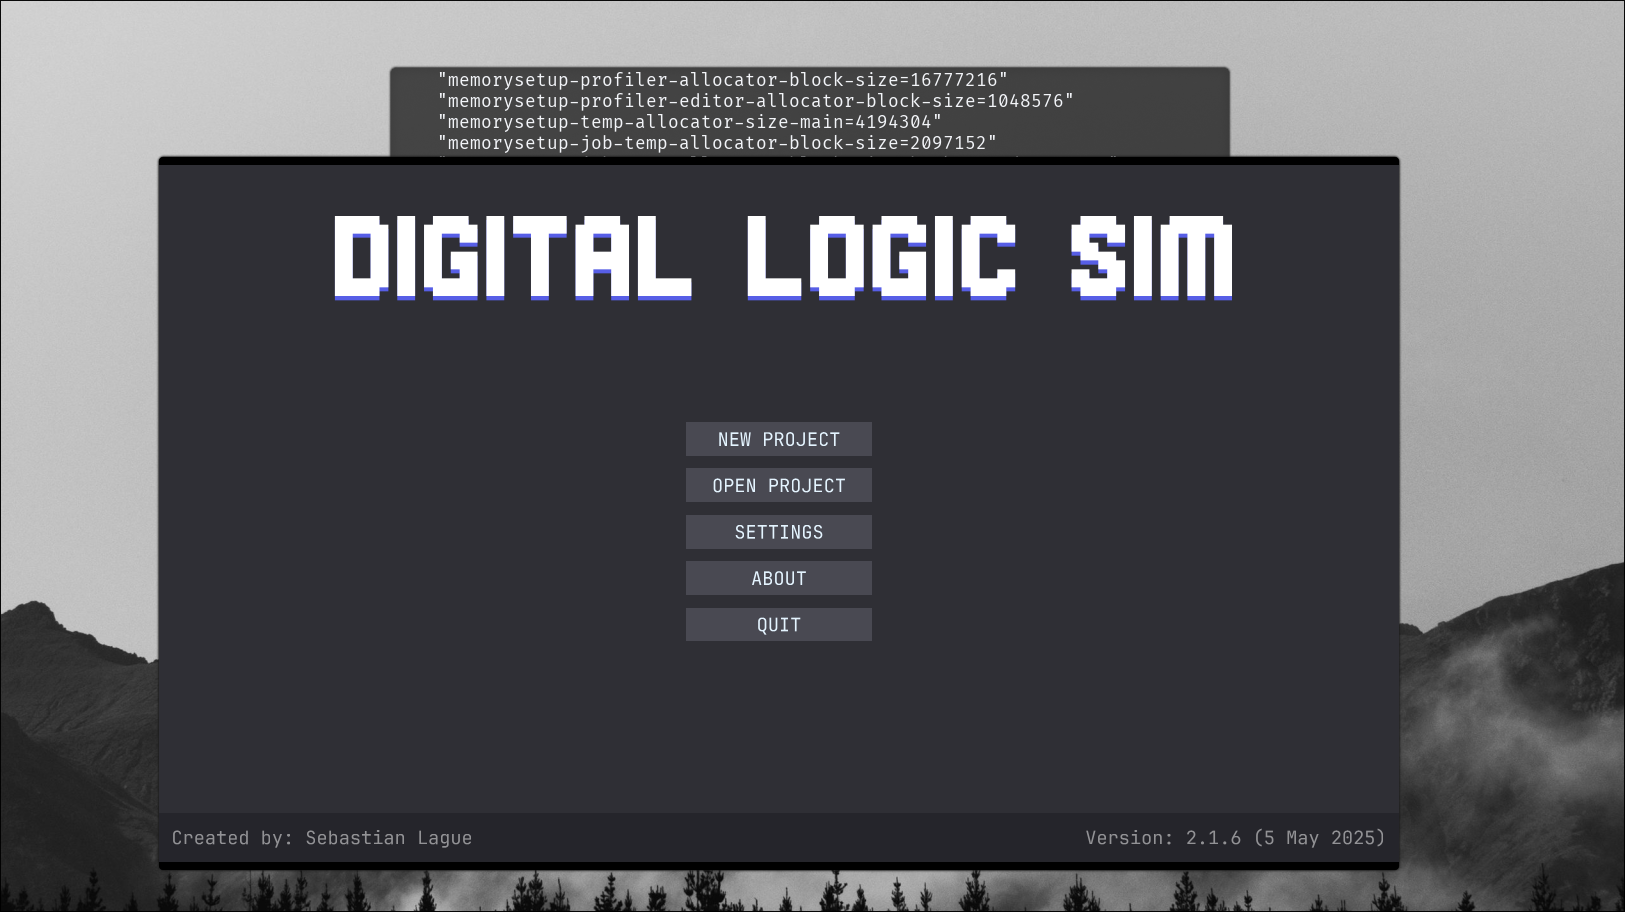 "memorysetup-profiler-allocator-block-size=16777216"
"memorysetup-profiler-editor-allocator-block-size=1048576"
"memorysetup-temp-allocator-size-main=4194304"
"memorysetup-job-temp-allocator-block-size=2097152"
DIGITAL LOGIC SIM
NEW PROJECT
OPEN PROJECT
SETTINGS
ABOUT
QUIT
Created by: Sebastian Lague
Version: 2.1.6 (5 May 2025)